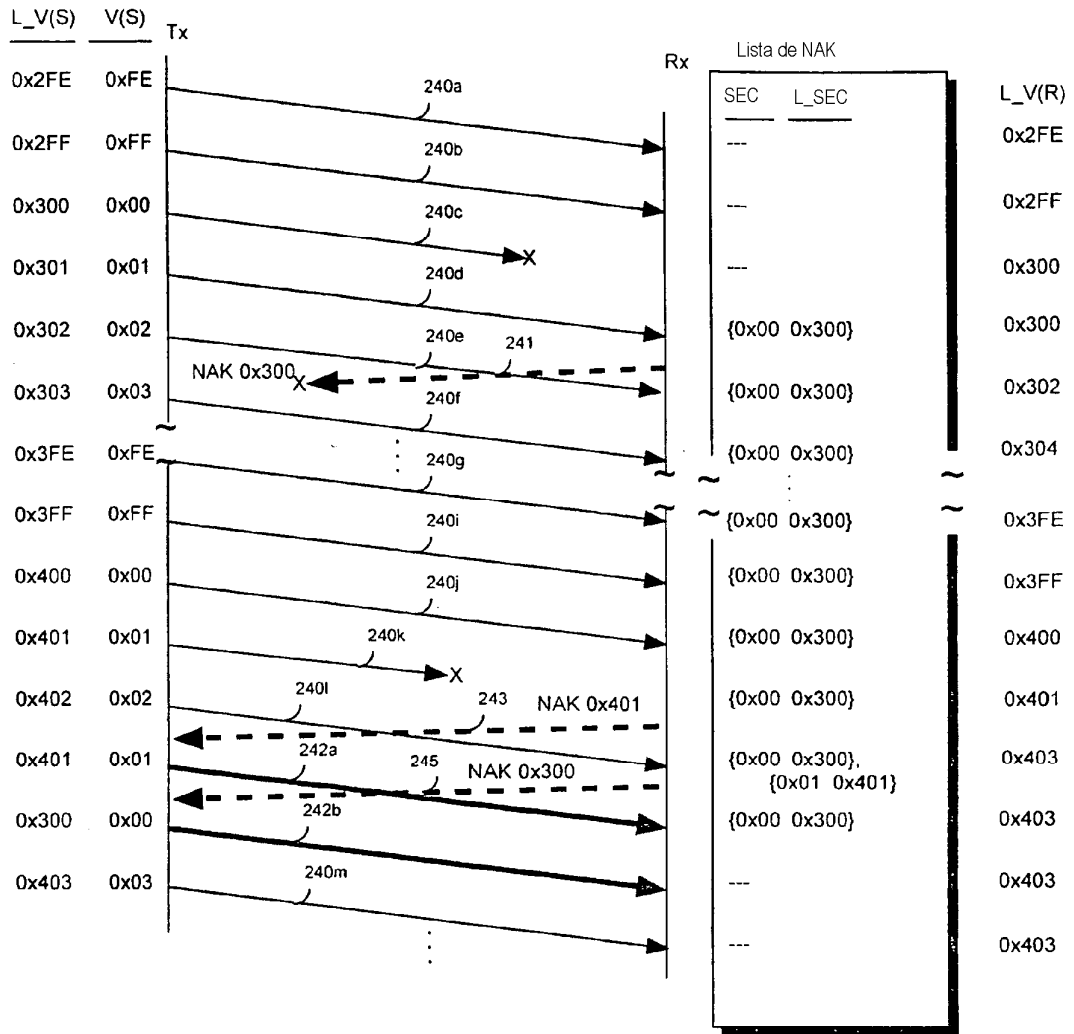 L_V(S) V(S) Tx Lista de NAK
Rx
SEC L_SEC L_V(R)
0x2FE 0xFE 240a --- 0x2FE
0x2FF 0xFF 240b --- 0x2FF
0x300 0x00 240c X --- 0x300
0x301 0x01 240d {0x00 0x300} 0x300
0x302 0x02 240e 241
NAK 0x300 X {0x00 0x300} 0x302
0x303 0x03 240f {0x00 0x300} 0x304
0x3FE 0xFE 240g {0x00 0x300} 0x3FE
0x3FF 0xFF 240i {0x00 0x300} 0x3FF
0x400 0x00 240j {0x00 0x300} 0x400
0x401 0x01 240k X
0x402 0x02 240l 243 NAK 0x401 {0x00 0x300} 0x401
0x401 0x01 242a 245 NAK 0x300 {0x00 0x300}, 0x403
{0x01 0x401}
0x300 0x00 242b {0x00 0x300} 0x403
0x403 0x03 240m --- 0x403
--- 0x403